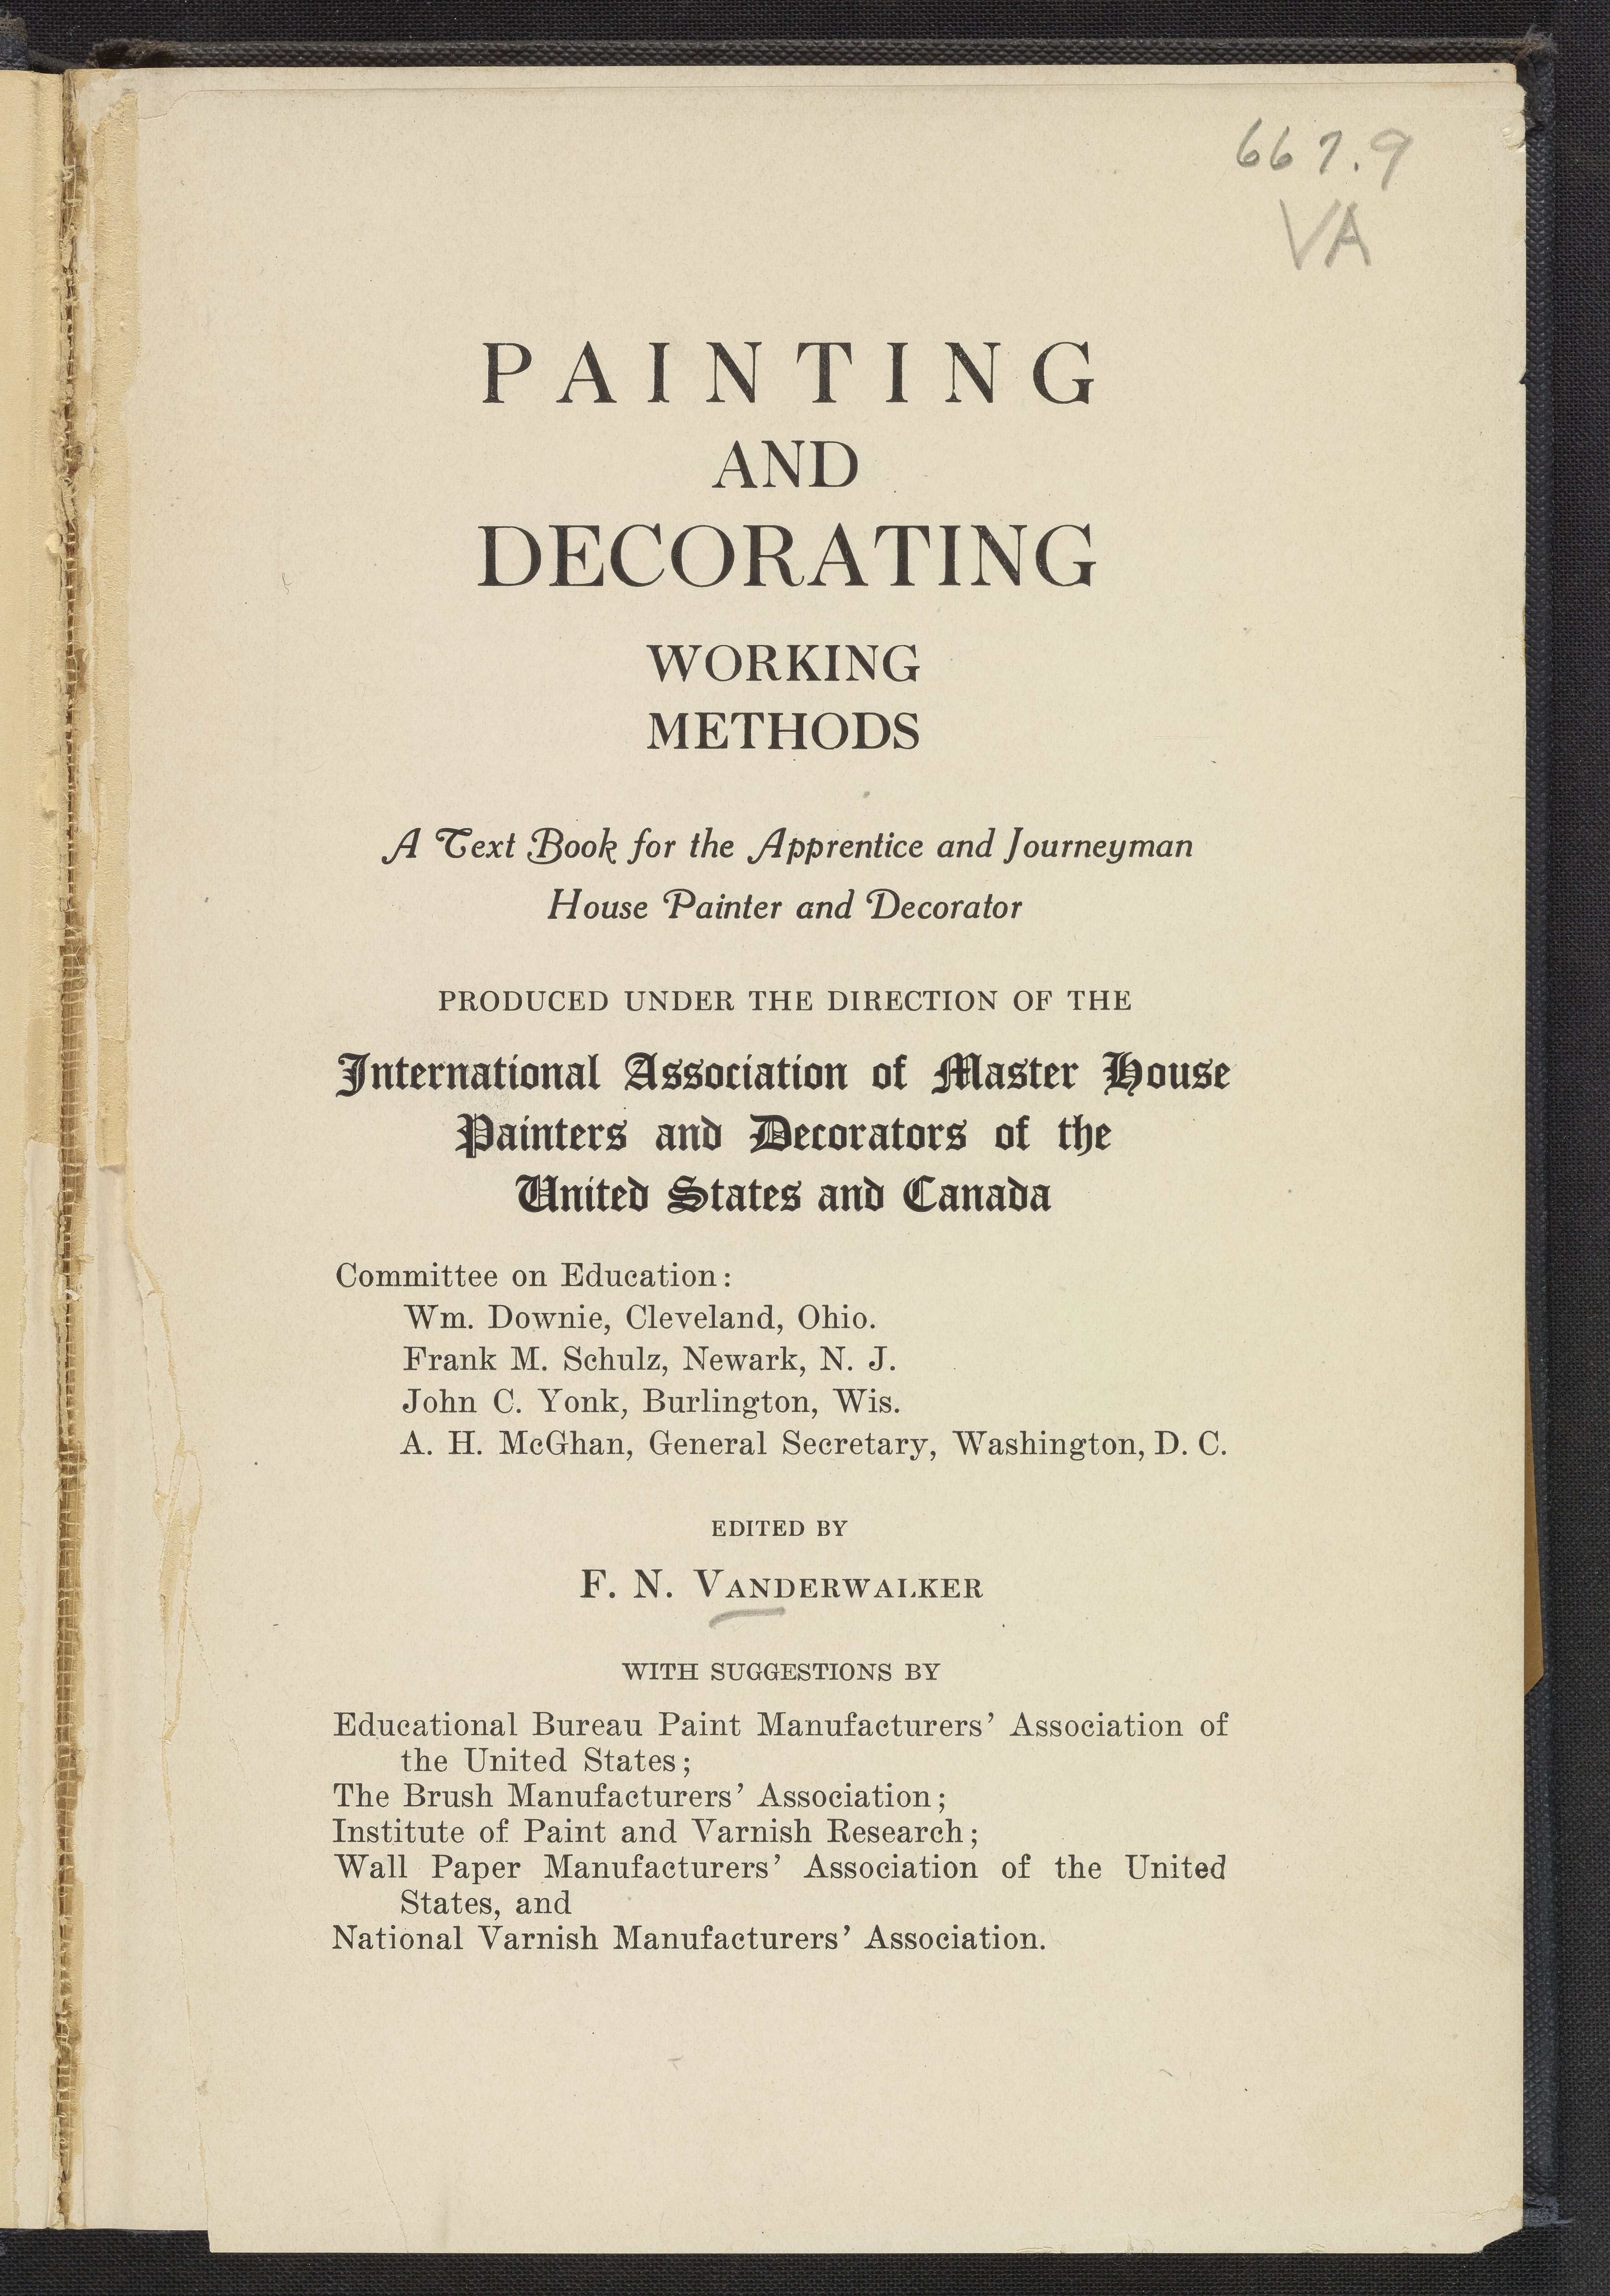 667.9
VA
PAINTING
AND
DECORATING
WORKING
METHODS
A Text Book for the Apprentice and Journeyman
House Painter and Decorator
PRODUCED UNDER THE DIRECTION OF THE
International Association of Master House
Painters and Decorators of the
United States and Canada
Committee on Education:
Wm. Downie, Cleveland, Ohio.
Frank M. Schulz, Newark, N. J.
John C. Yonk, Burlington, Wis.
A. H. McGhan, General Secretary, Washington, D. C.
EDITED BY
F. N. VANDERWALKER
WITH SUGGESTIONS BY
Educational Bureau Paint Manufacturers' Association of
the United States;
The Brush Manufacturers' Association;
Institute of Paint and Varnish Research;
Wall Paper Manufacturers' Association of the United
States, and
National Varnish Manufacturers' Association.